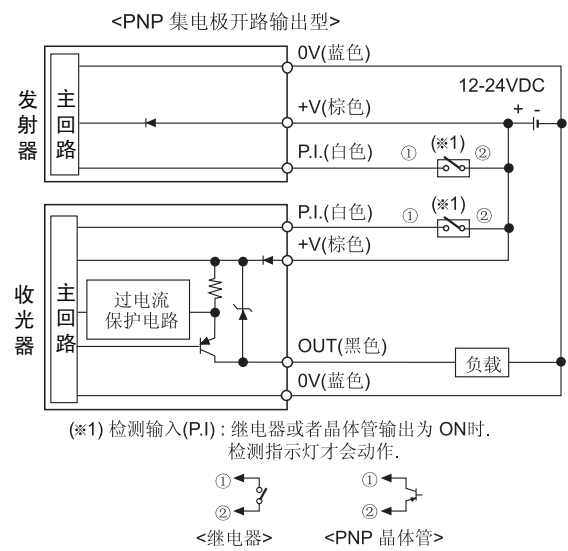 <PNP 集电极开路输出型>
0V(蓝色)
12-24VDC
+ -
发射器
主回路
+V(棕色)
(※1)
P.I.(白色) ① ②
(※1)
P.I.(白色) ① ②
+V(棕色)
收光器
主回路
过电流
保护电路
OUT(黑色)
负载
0V(蓝色)
(※1) 检测输入(P.I) : 继电器或者晶体管输出为 ON时.
检测指示灯才会动作.
① ①
② ②
<继电器> <PNP 晶体管>